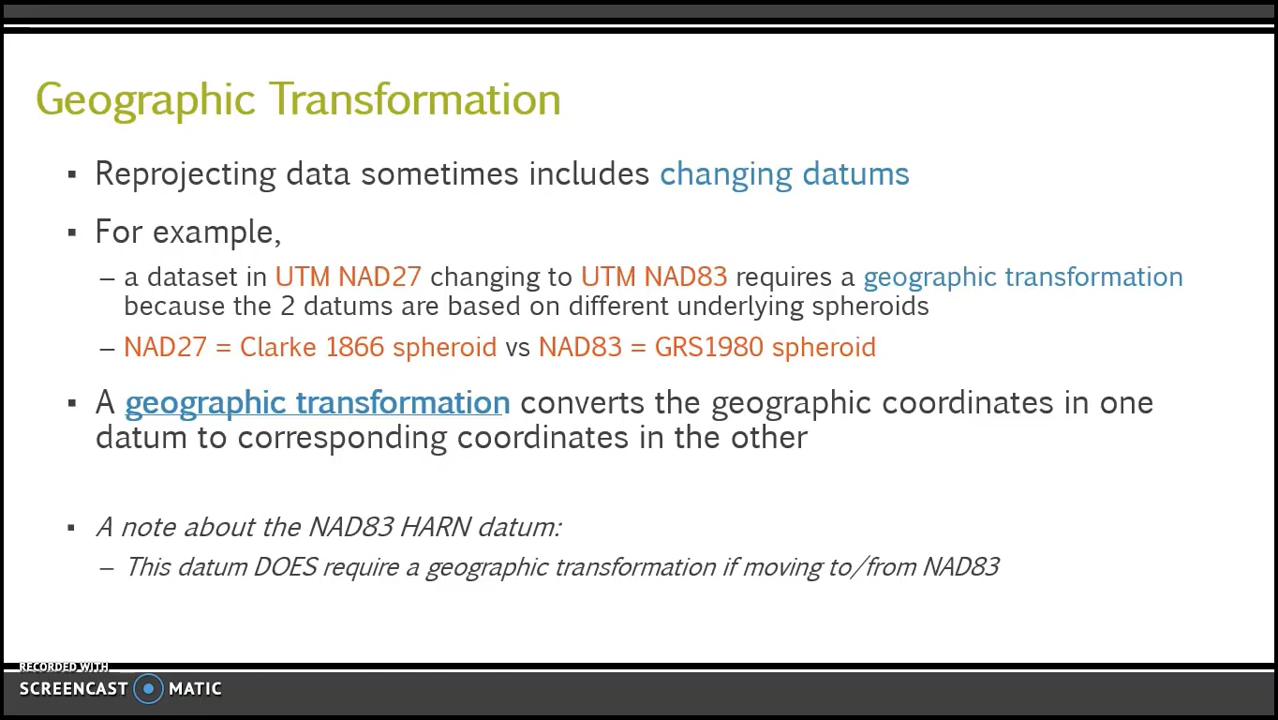 Geographic Transformation
▪ Reprojecting data sometimes includes changing datums
▪ For example,
– a dataset in UTM NAD27 changing to UTM NAD83 requires a geographic transformation
because the 2 datums are based on different underlying spheroids
– NAD27 = Clarke 1866 spheroid vs NAD83 = GRS1980 spheroid
▪ A geographic transformation converts the geographic coordinates in one
datum to corresponding coordinates in the other
▪ A note about the NAD83 HARN datum:
– This datum DOES require a geographic transformation if moving to/from NAD83
RECORDED WITH
SCREENCAST MATIC